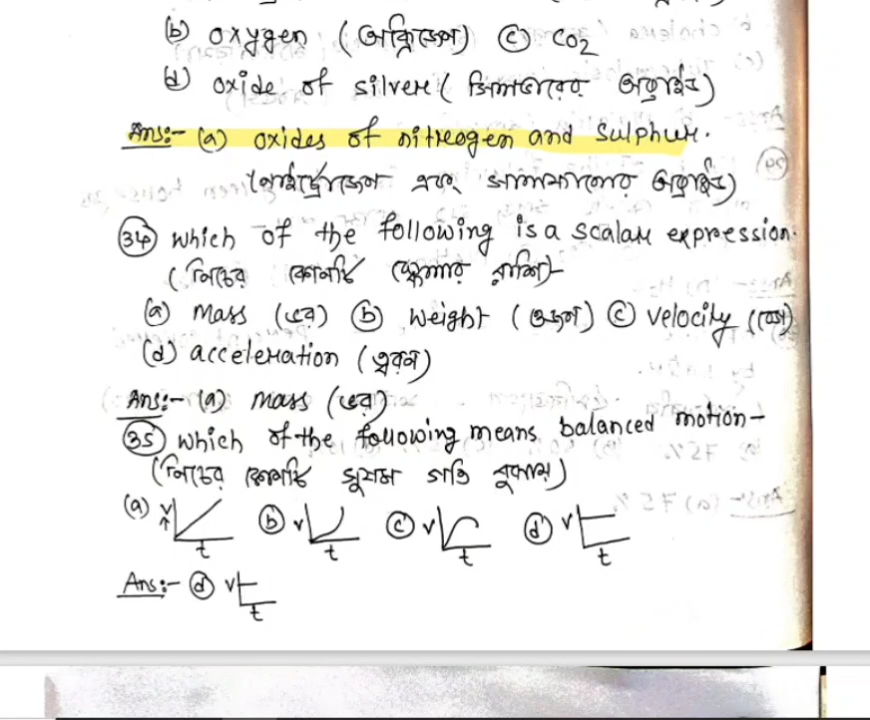 (b) oxygen (অক্সিজেন) (c) CO2
(d) oxide of silver (সিলভারের অক্সাইড)
Ans:- (a) oxides of nitrogen and Sulphur.
(নাইট্রোজেন এবং সালফারের অক্সাইড)
(34) which of the following is a scalar expression.
(নিচের কোনটি স্কেলার রাশি)-
(a) mass (ভর) (b) weight (ওজন) (c) velocity (বেগ)
(d) acceleration (ত্বরন)
Ans:- (a) mass (ভর)
(35) which of the following means balanced motion-
(নিচের কোনটি সুষম গতি বুঝায়)
(a) v t (b) v t (c) v t (d) v t
Ans:- (d) v t